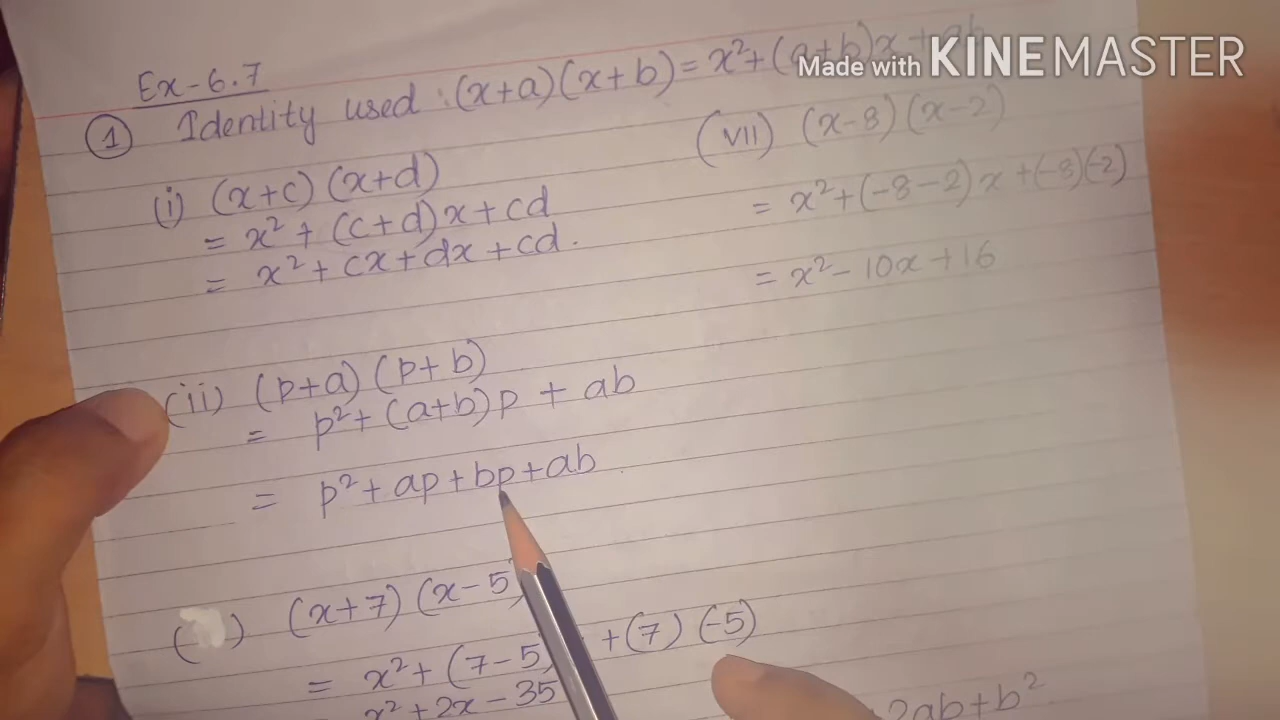 Made with KINEMASTER
Ex-6.7
① Identity used : (x+a)(x+b) = x²+(a+b)x+ab
(i) (x+c)(x+d)
= x² + (c+d)x + cd
= x² + cx + dx + cd.
(ii) (p+a)(p+b)
= p² + (a+b)p + ab
= p² + ap + bp + ab
( ) (x+7)(x-5
= x² + (7-5) +(7)(-5)
x² + 2x - 35
(VII) (x-8)(x-2)
= x²+(-8-2)x +(-8)(-2)
= x² - 10x + 16
2ab+b²